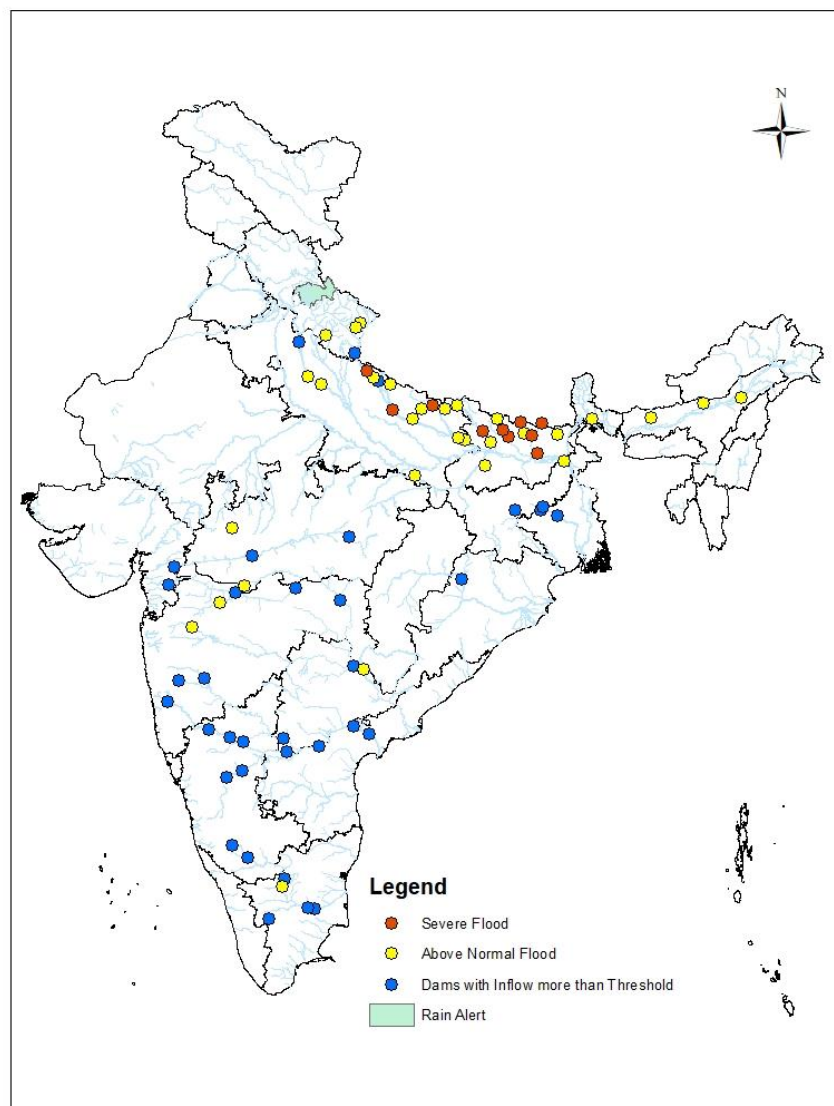 N
Legend
Severe Flood
Above Normal Flood
Dams with Inflow more than Threshold
Rain Alert